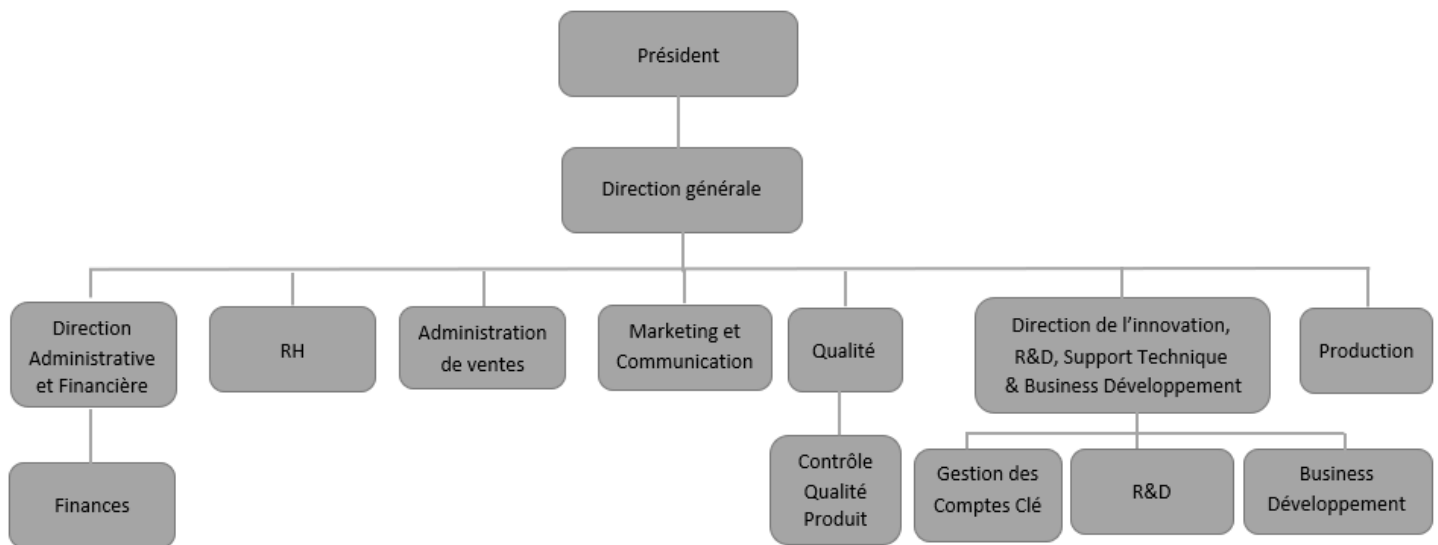 Président
Direction générale
Direction
Administrative
et Financière
RH
Administration
de ventes
Marketing et
Communication
Qualité
Direction de l’innovation,
R&D, Support Technique
& Business Développement
Production
Finances
Contrôle
Qualité
Produit
Gestion des
Comptes Clé
R&D
Business
Développement